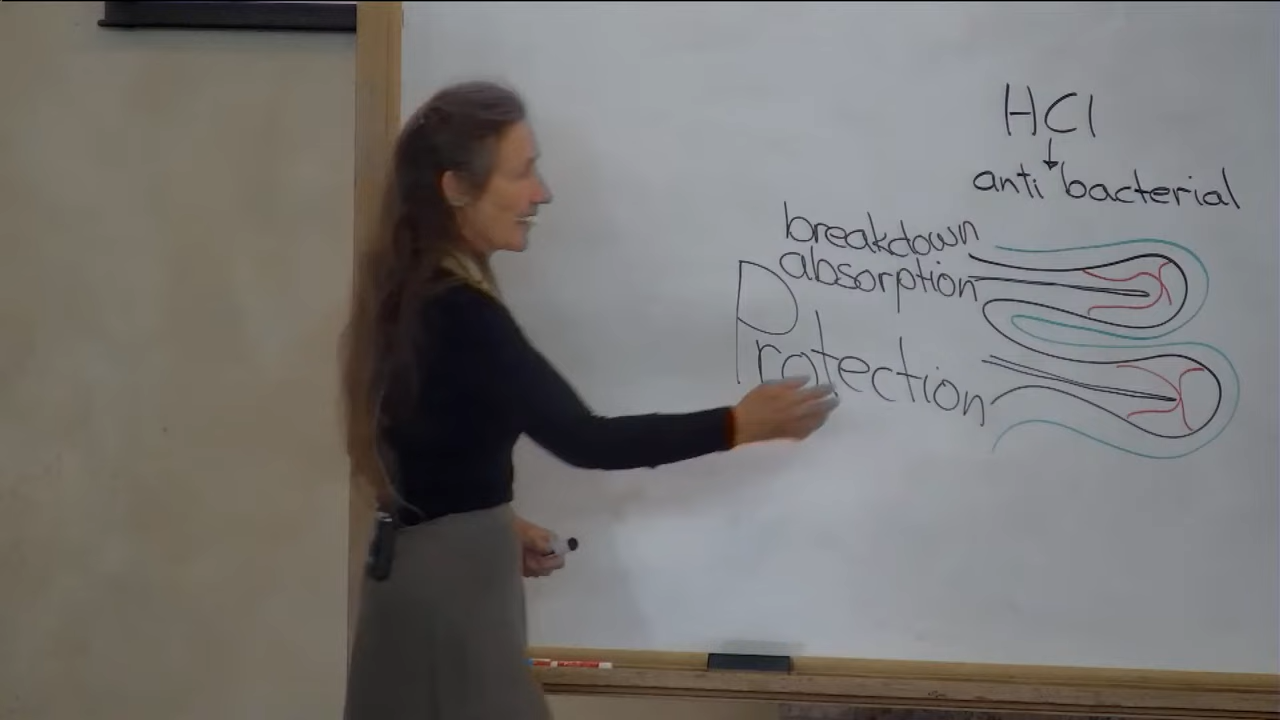 HCl
anti bacterial
breakdown
absorption
Protection